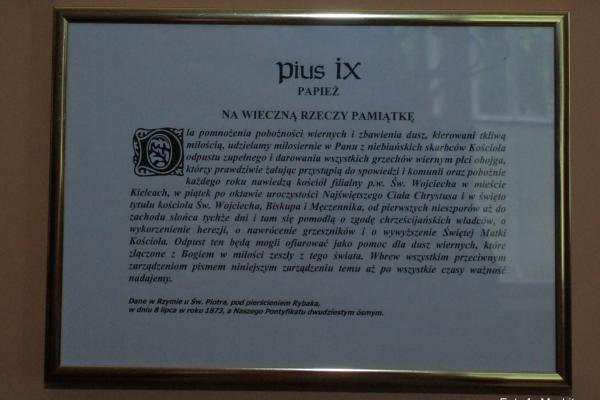 Pius IX
PAPIEŻ
NA WIECZNĄ RZECZY PAMIĄTKĘ
Dla pomnożenia pobożności wiernych i zbawienia dusz, kierowani tkliwą
miłością, udzielamy miłosiernie w Panu z niebiańskich skarbców Kościoła
odpustu zupełnego i darowania wszystkich grzechów wiernym płci obojga,
którzy prawdziwie żałując przystąpią do spowiedzi i komunii oraz pobożnie
każdego roku nawiedzą kościół filialny p.w. Św. Wojciecha w mieście
Kielcach, w piątek po oktawie uroczystości Najświętszego Ciała Chrystusa i w święto
tytułu kościoła Św. Wojciecha, Biskupa i Męczennika, od pierwszych nieszporów aż do
zachodu słońca tychże dni i tam się pomodlą o zgodę chrześcijańskich władców, o
wykorzenienie herezji, o nawrócenie grzeszników i o wywyższenie Świętej Matki
Kościoła. Odpust ten będą mogli ofiarować jako pomoc dla dusz wiernych, które
złączone z Bogiem w miłości zeszły z tego świata. Wbrew wszystkim przeciwnym
zarządzeniom pismem niniejszym zarządzeniu temu aż po wszystkie czasy ważność
nadajemy.
Dane w Rzymie u Św. Piotra, pod pierścieniem Rybaka,
w dniu 8 lipca w roku 1873, a Naszego Pontyfikatu dwudziestym ósmym.